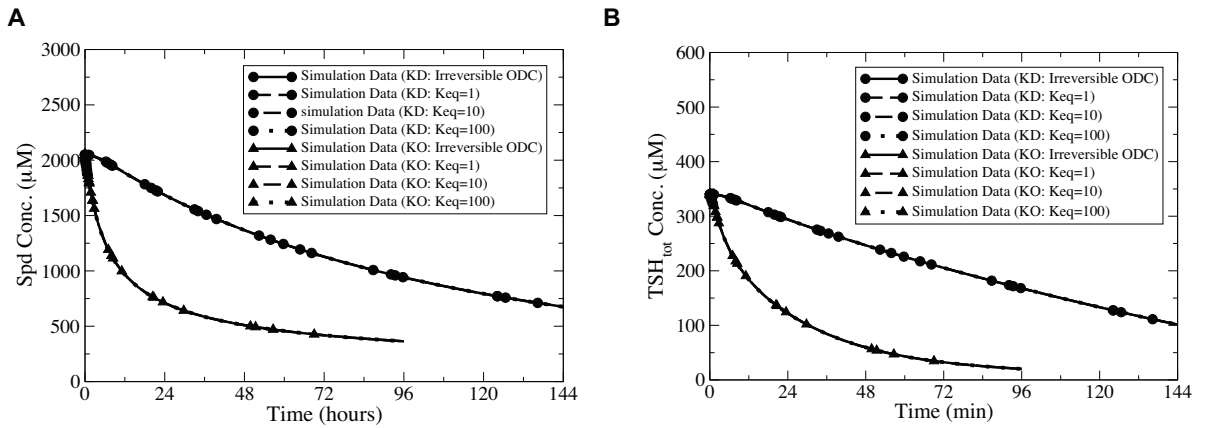 A
3000
2500
2000
1500
1000
500
0
Spd Conc. (µM)
Simulation Data (KD: Irreversible ODC)
Simulation Data (KD: Keq=1)
simulation Data (KD: Keq=10)
Simulation Data (KD: Keq=100)
Simulation Data (KO: Irreversible ODC)
Simulation Data (KO: Keq=1)
Simulation Data (KO: Keq=10)
Simulation Data (KO: Keq=100)
0 24 48 72 96 120 144
Time (hours)
B
600
500
400
300
200
100
0
TSHtot Conc. (µM)
Simulation Data (KD: Irreversible ODC)
Simulation Data (KD: Keq=1)
Simulation Data (KD: Keq=10)
Simulation Data (KD: Keq=100)
Simulation Data (KO: Irreversible ODC)
Simulation Data (KO: Keq=1)
Simulation Data (KO: Keq=10)
Simulation Data (KO: Keq=100)
0 24 48 72 96 120 144
Time (min)